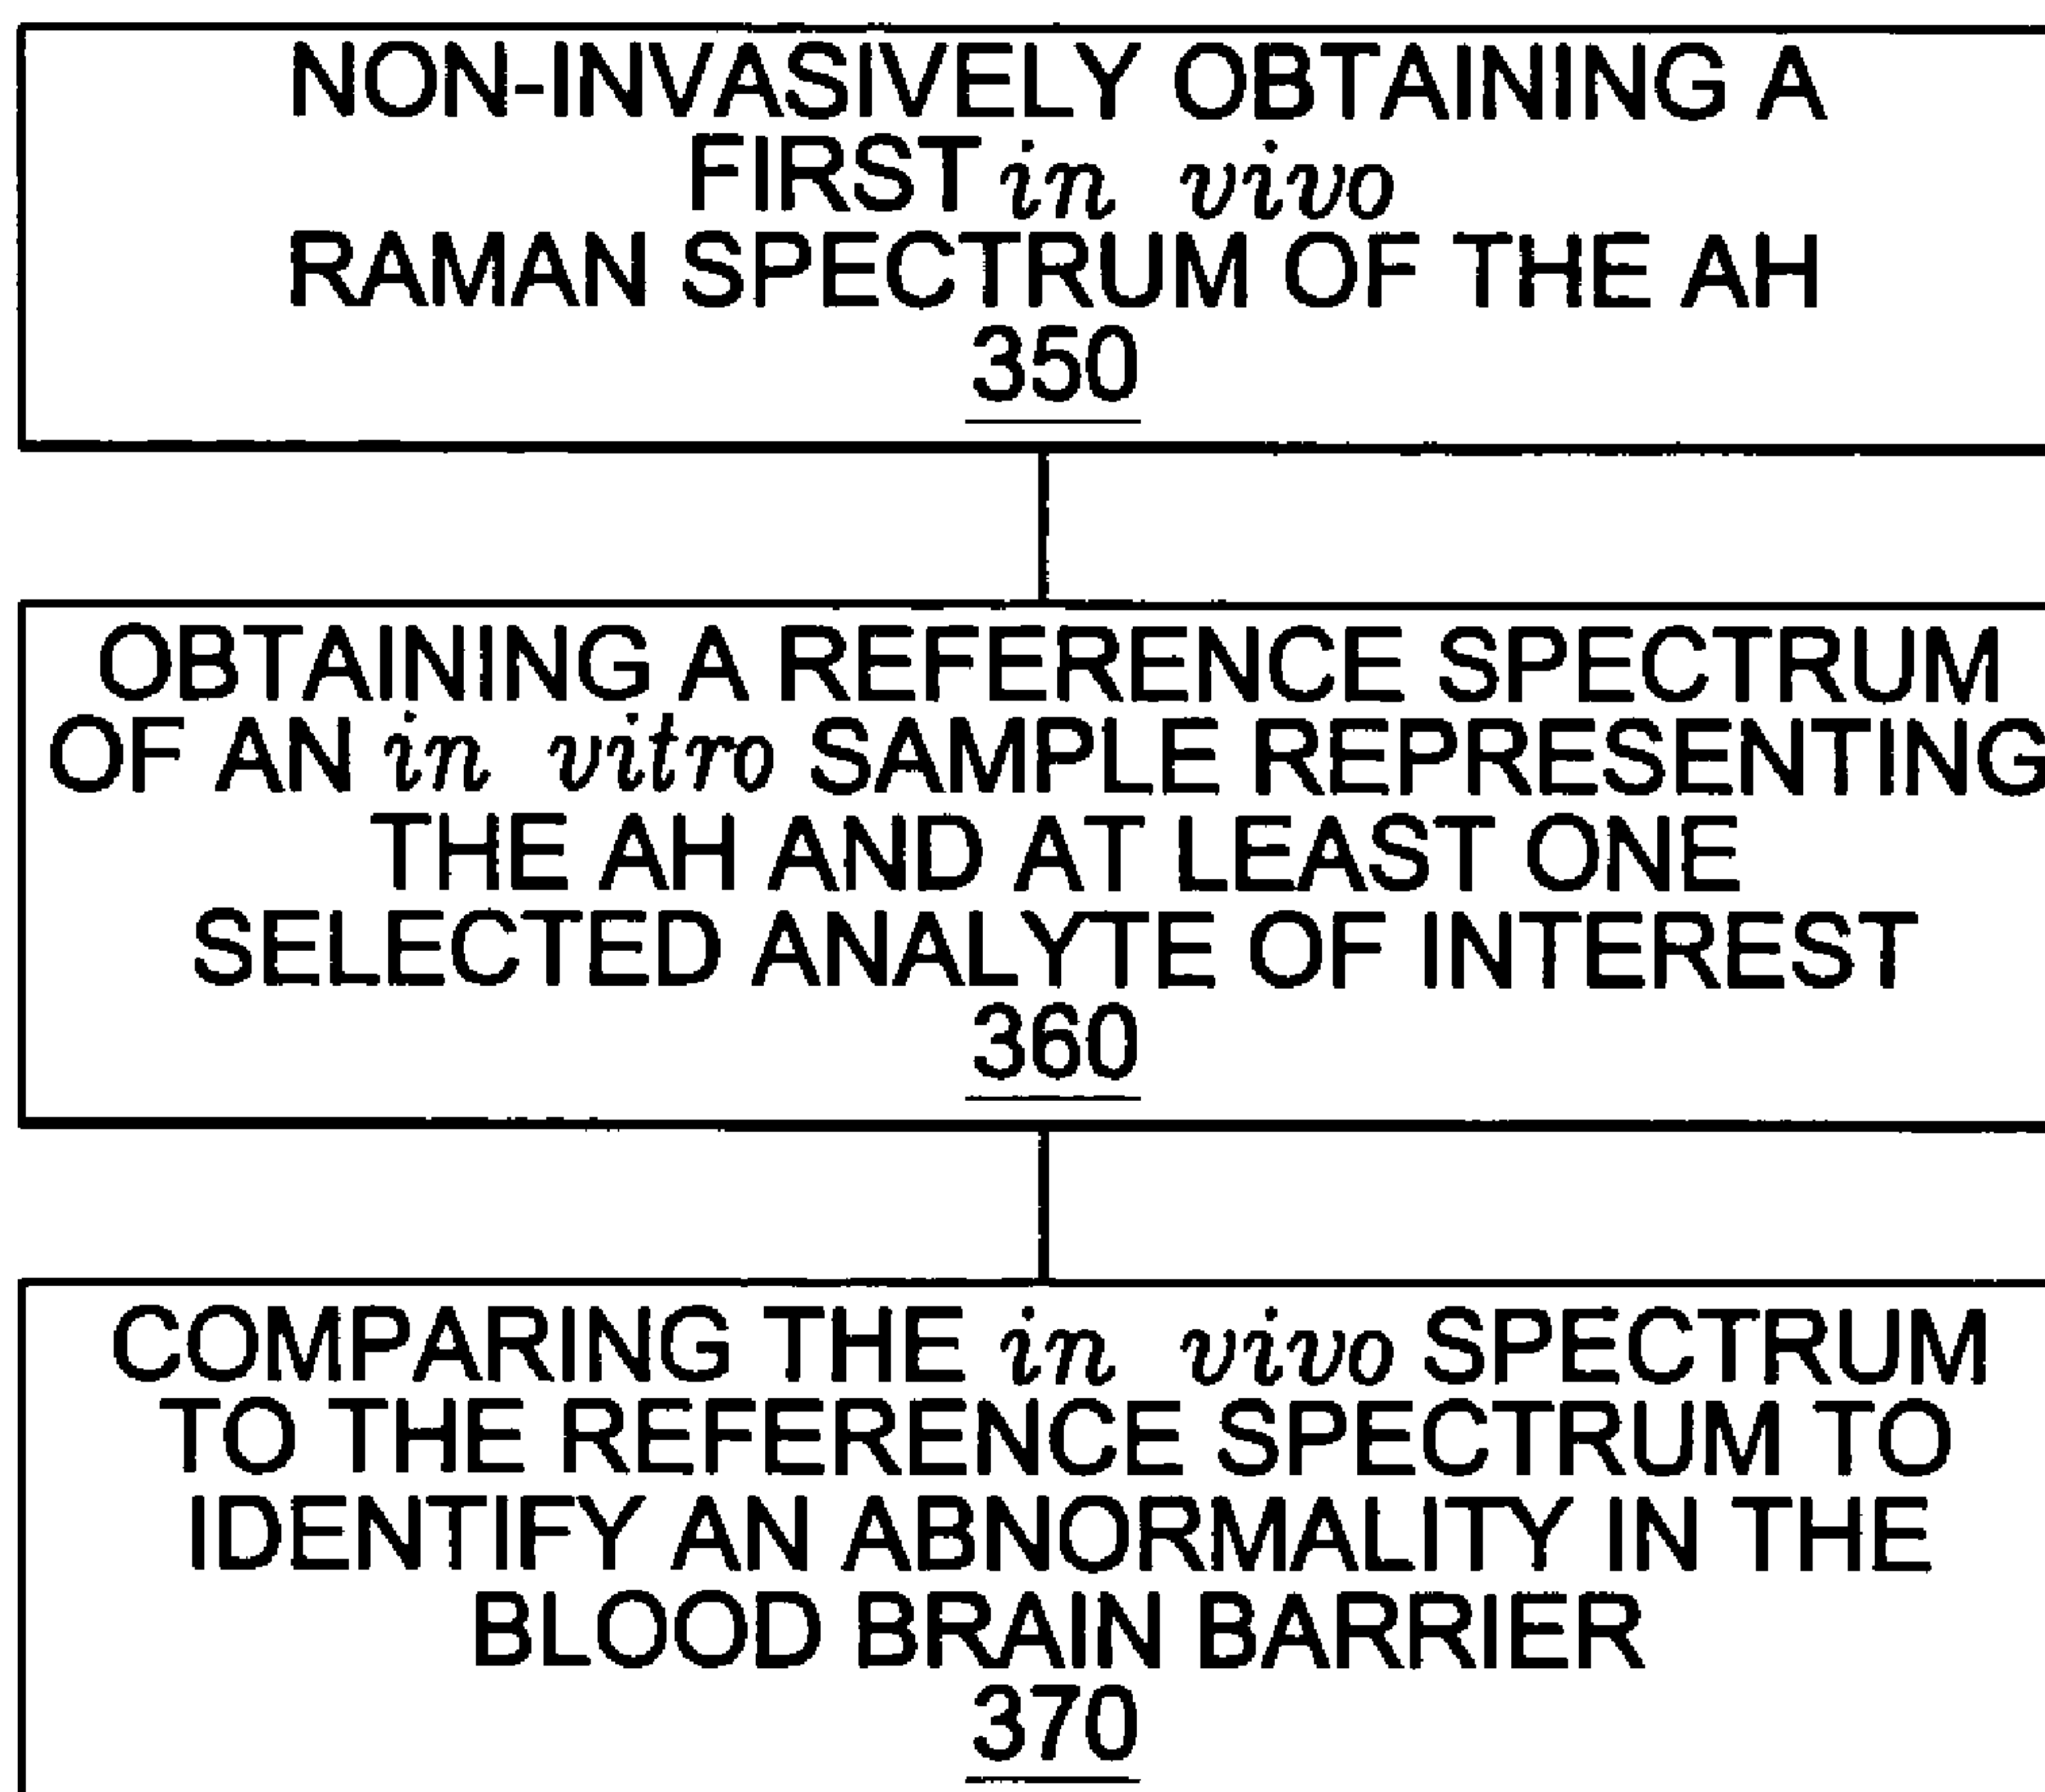 NON-INVASIVELY OBTAINING A
FIRST in vivo
RAMAN SPECTRUM OF THE AH
350
OBTAINING A REFERENCE SPECTRUM
OF AN in vitro SAMPLE REPRESENTING
THE AH AND AT LEAST ONE
SELECTED ANALYTE OF INTEREST
360
COMPARING THE in vivo SPECTRUM
TO THE REFERENCE SPECTRUM TO
IDENTIFY AN ABNORMALITY IN THE
BLOOD BRAIN BARRIER
370